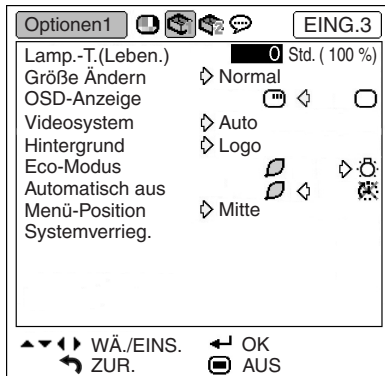 Optionen1 EING.3
Lamp.-T.(Leben.) 0 Std. ( 100 %)
Größe Ändern Normal
OSD-Anzeige
Videosystem Auto
Hintergrund Logo
Eco-Modus
Automatisch aus
Menü-Position Mitte
Systemverrieg.
WÄ./EINS. OK
ZUR. AUS